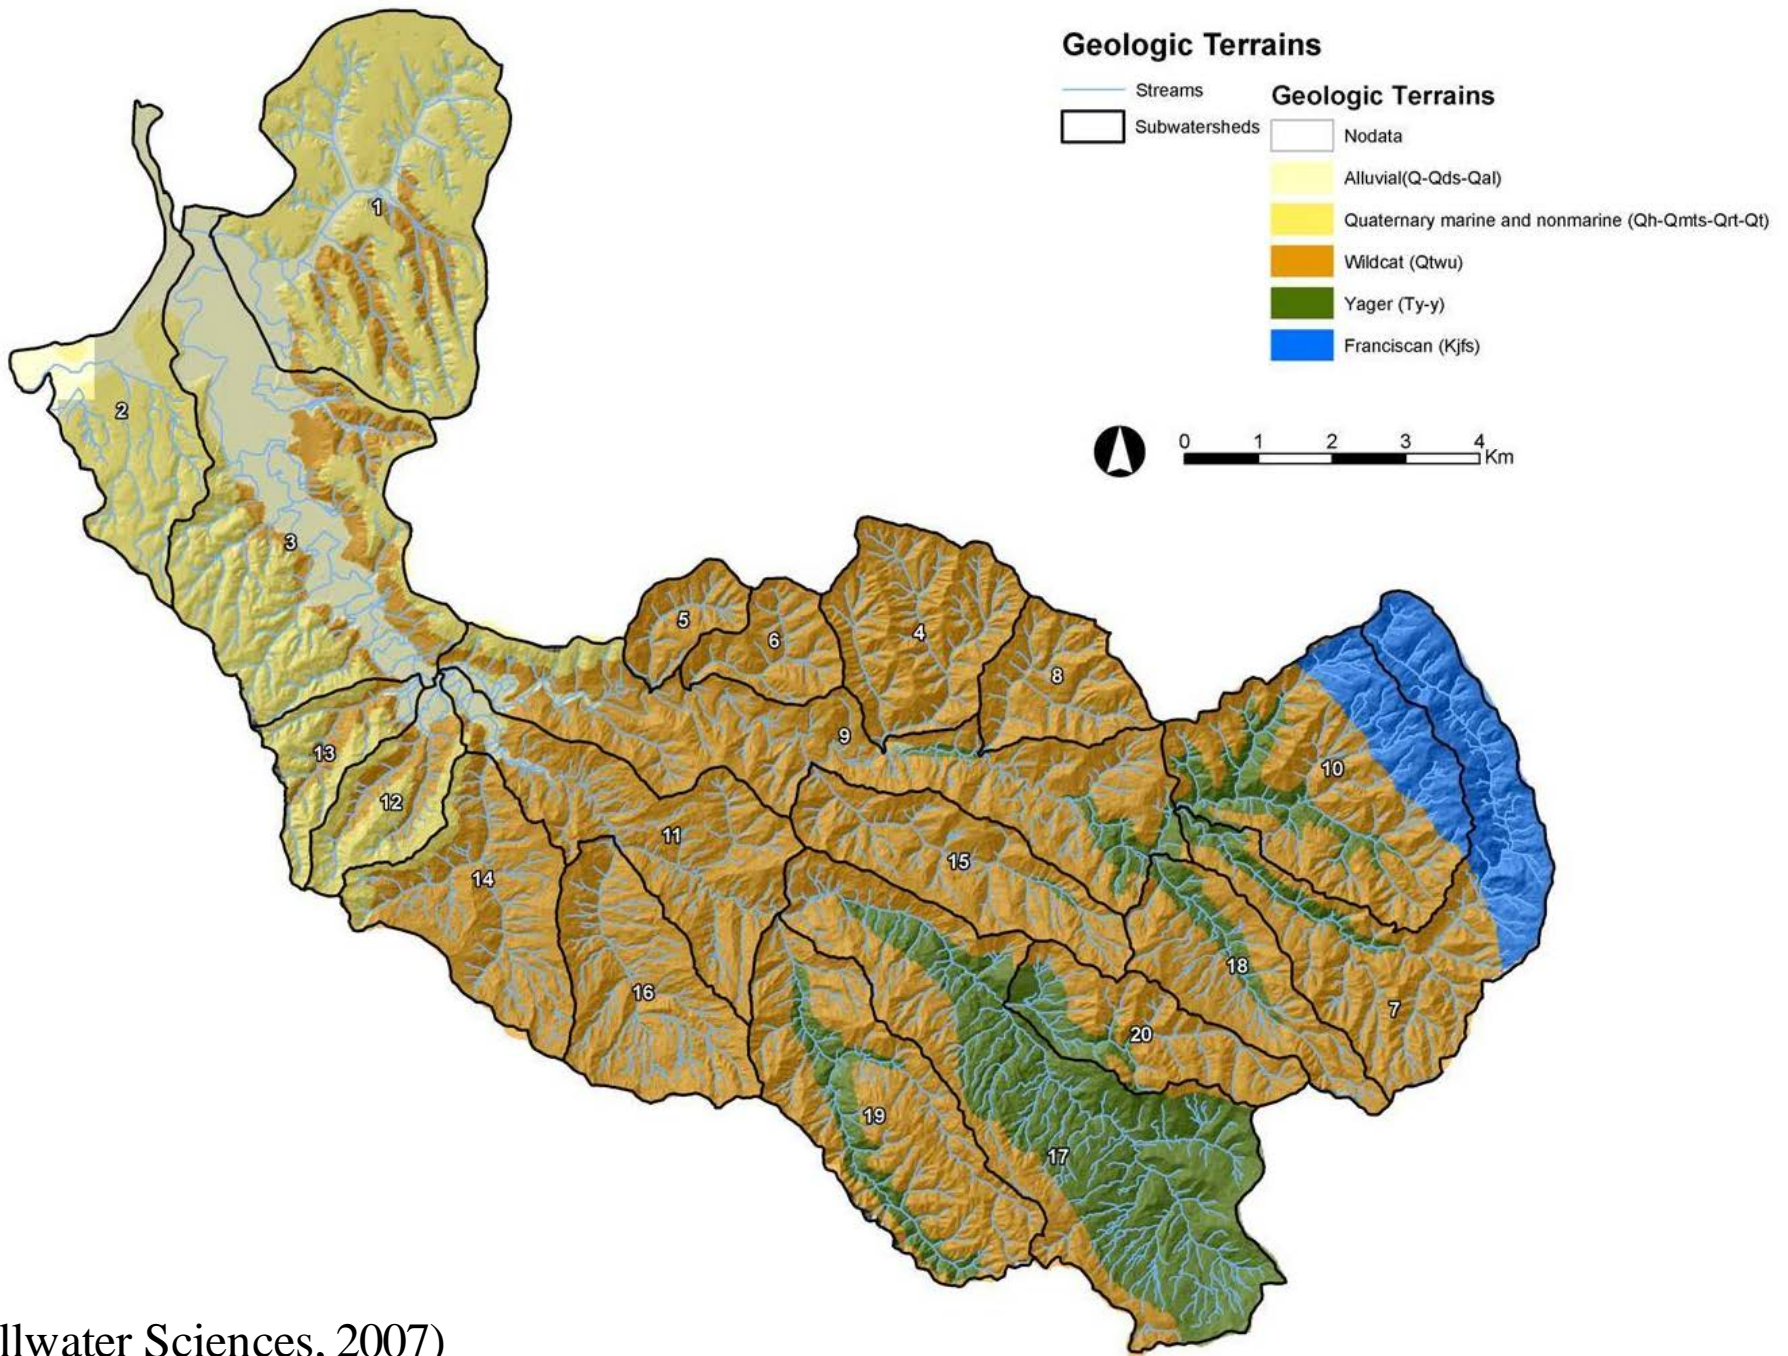 Geologic Terrains
Streams
Subwatersheds
Geologic Terrains
Nodata
Alluvial(Q-Qds-Qal)
Quaternary marine and nonmarine (Qh-Qmts-Qrt-Qt)
Wildcat (Qtwu)
Yager (Ty-y)
Franciscan (Kjfs)
0 1 2 3 4
Km
1
2
3
5
6
4
8
9
10
13
12
11
15
14
16
18
7
20
19
17
llwater Sciences, 2007)